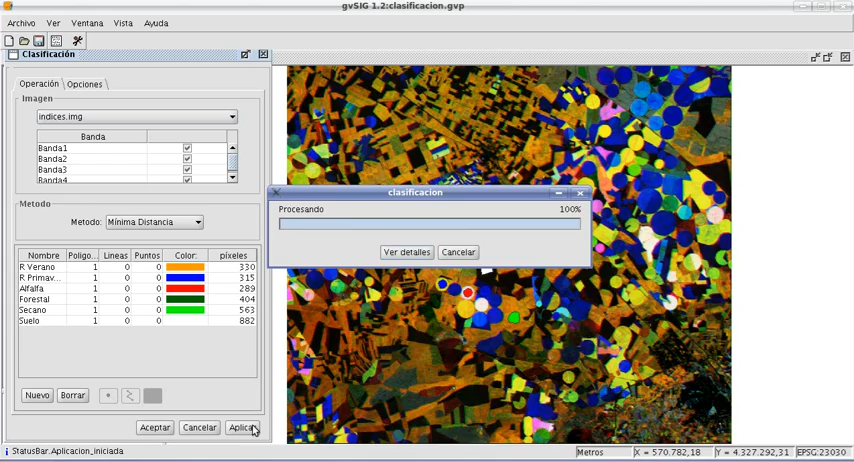 gvSIG 1.2:clasificacion.gvp
Archivo Ver Ventana Vista Ayuda
Clasificación
Operación Opciones
Imagen
indices.img
Banda
Banda1
Banda2
Banda3
Banda4
Metodo
Metodo: Mínima Distancia
Nombre Poligo... Lineas Puntos Color: píxeles
R Verano 1 0 0 330
R Primav... 1 0 0 315
Alfalfa 1 0 0 289
Forestal 1 0 0 404
Secano 1 0 0 563
Suelo 1 0 0 882
Nuevo Borrar
Aceptar Cancelar Aplica
clasificacion
Procesando 100%
Ver detalles Cancelar
StatusBar.Aplicacion_iniciada
Metros X = 570.782,18 Y = 4.327.292,31 EPSG:23030